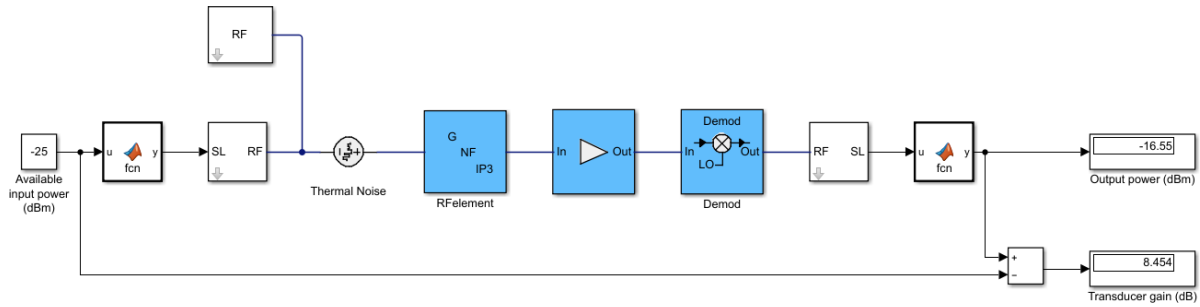 RF
-25
Available
input power
(dBm)
u
y
fcn
SL
RF
Thermal Noise
G
NF
IP3
RFelement
In
Out
Demod
In
Out
LO
Demod
RF
SL
u
y
fcn
-16.55
Output power (dBm)
+
−
8.454
Transducer gain (dB)